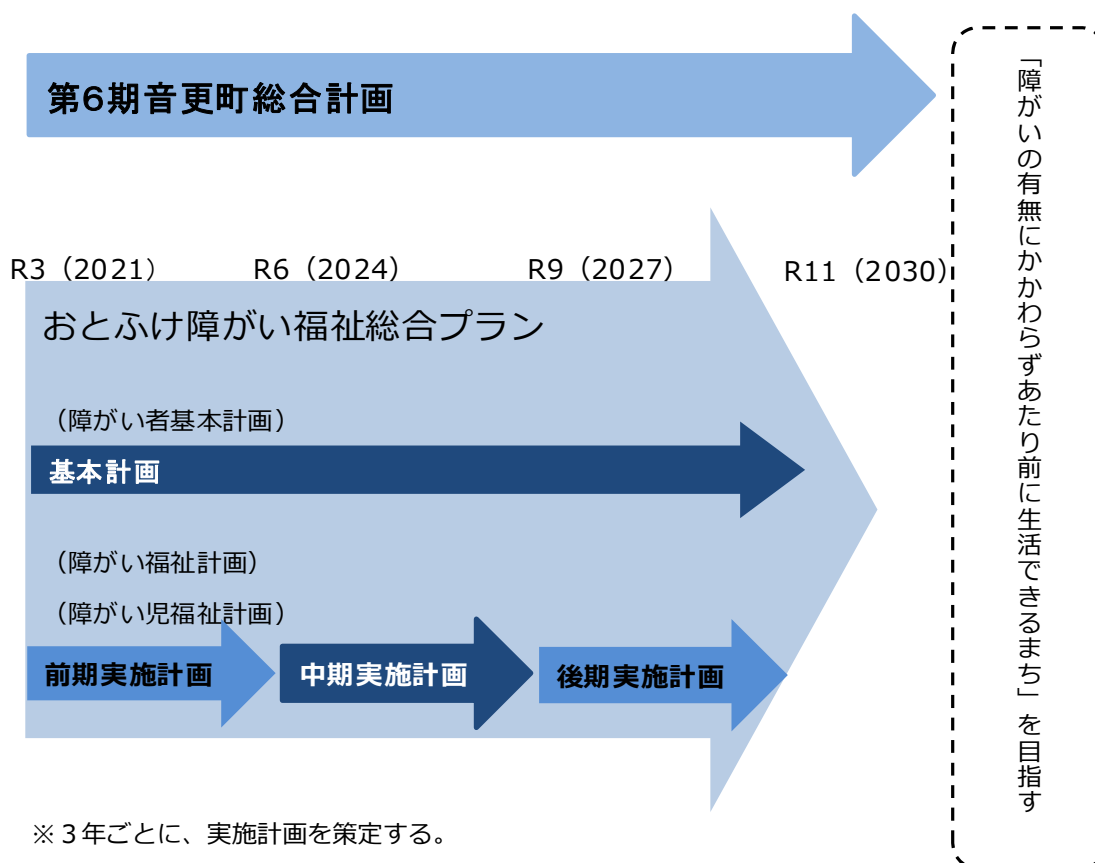 第6期音更町総合計画
R3（2021） R6（2024） R9（2027） R11（2030）
おとふけ障がい福祉総合プラン
（障がい者基本計画）
基本計画
（障がい福祉計画）
（障がい児福祉計画）
前期実施計画 中期実施計画 後期実施計画
※３年ごとに、実施計画を策定する。
「障がいの有無にかかわらずあたり前に生活できるまち」を目指す